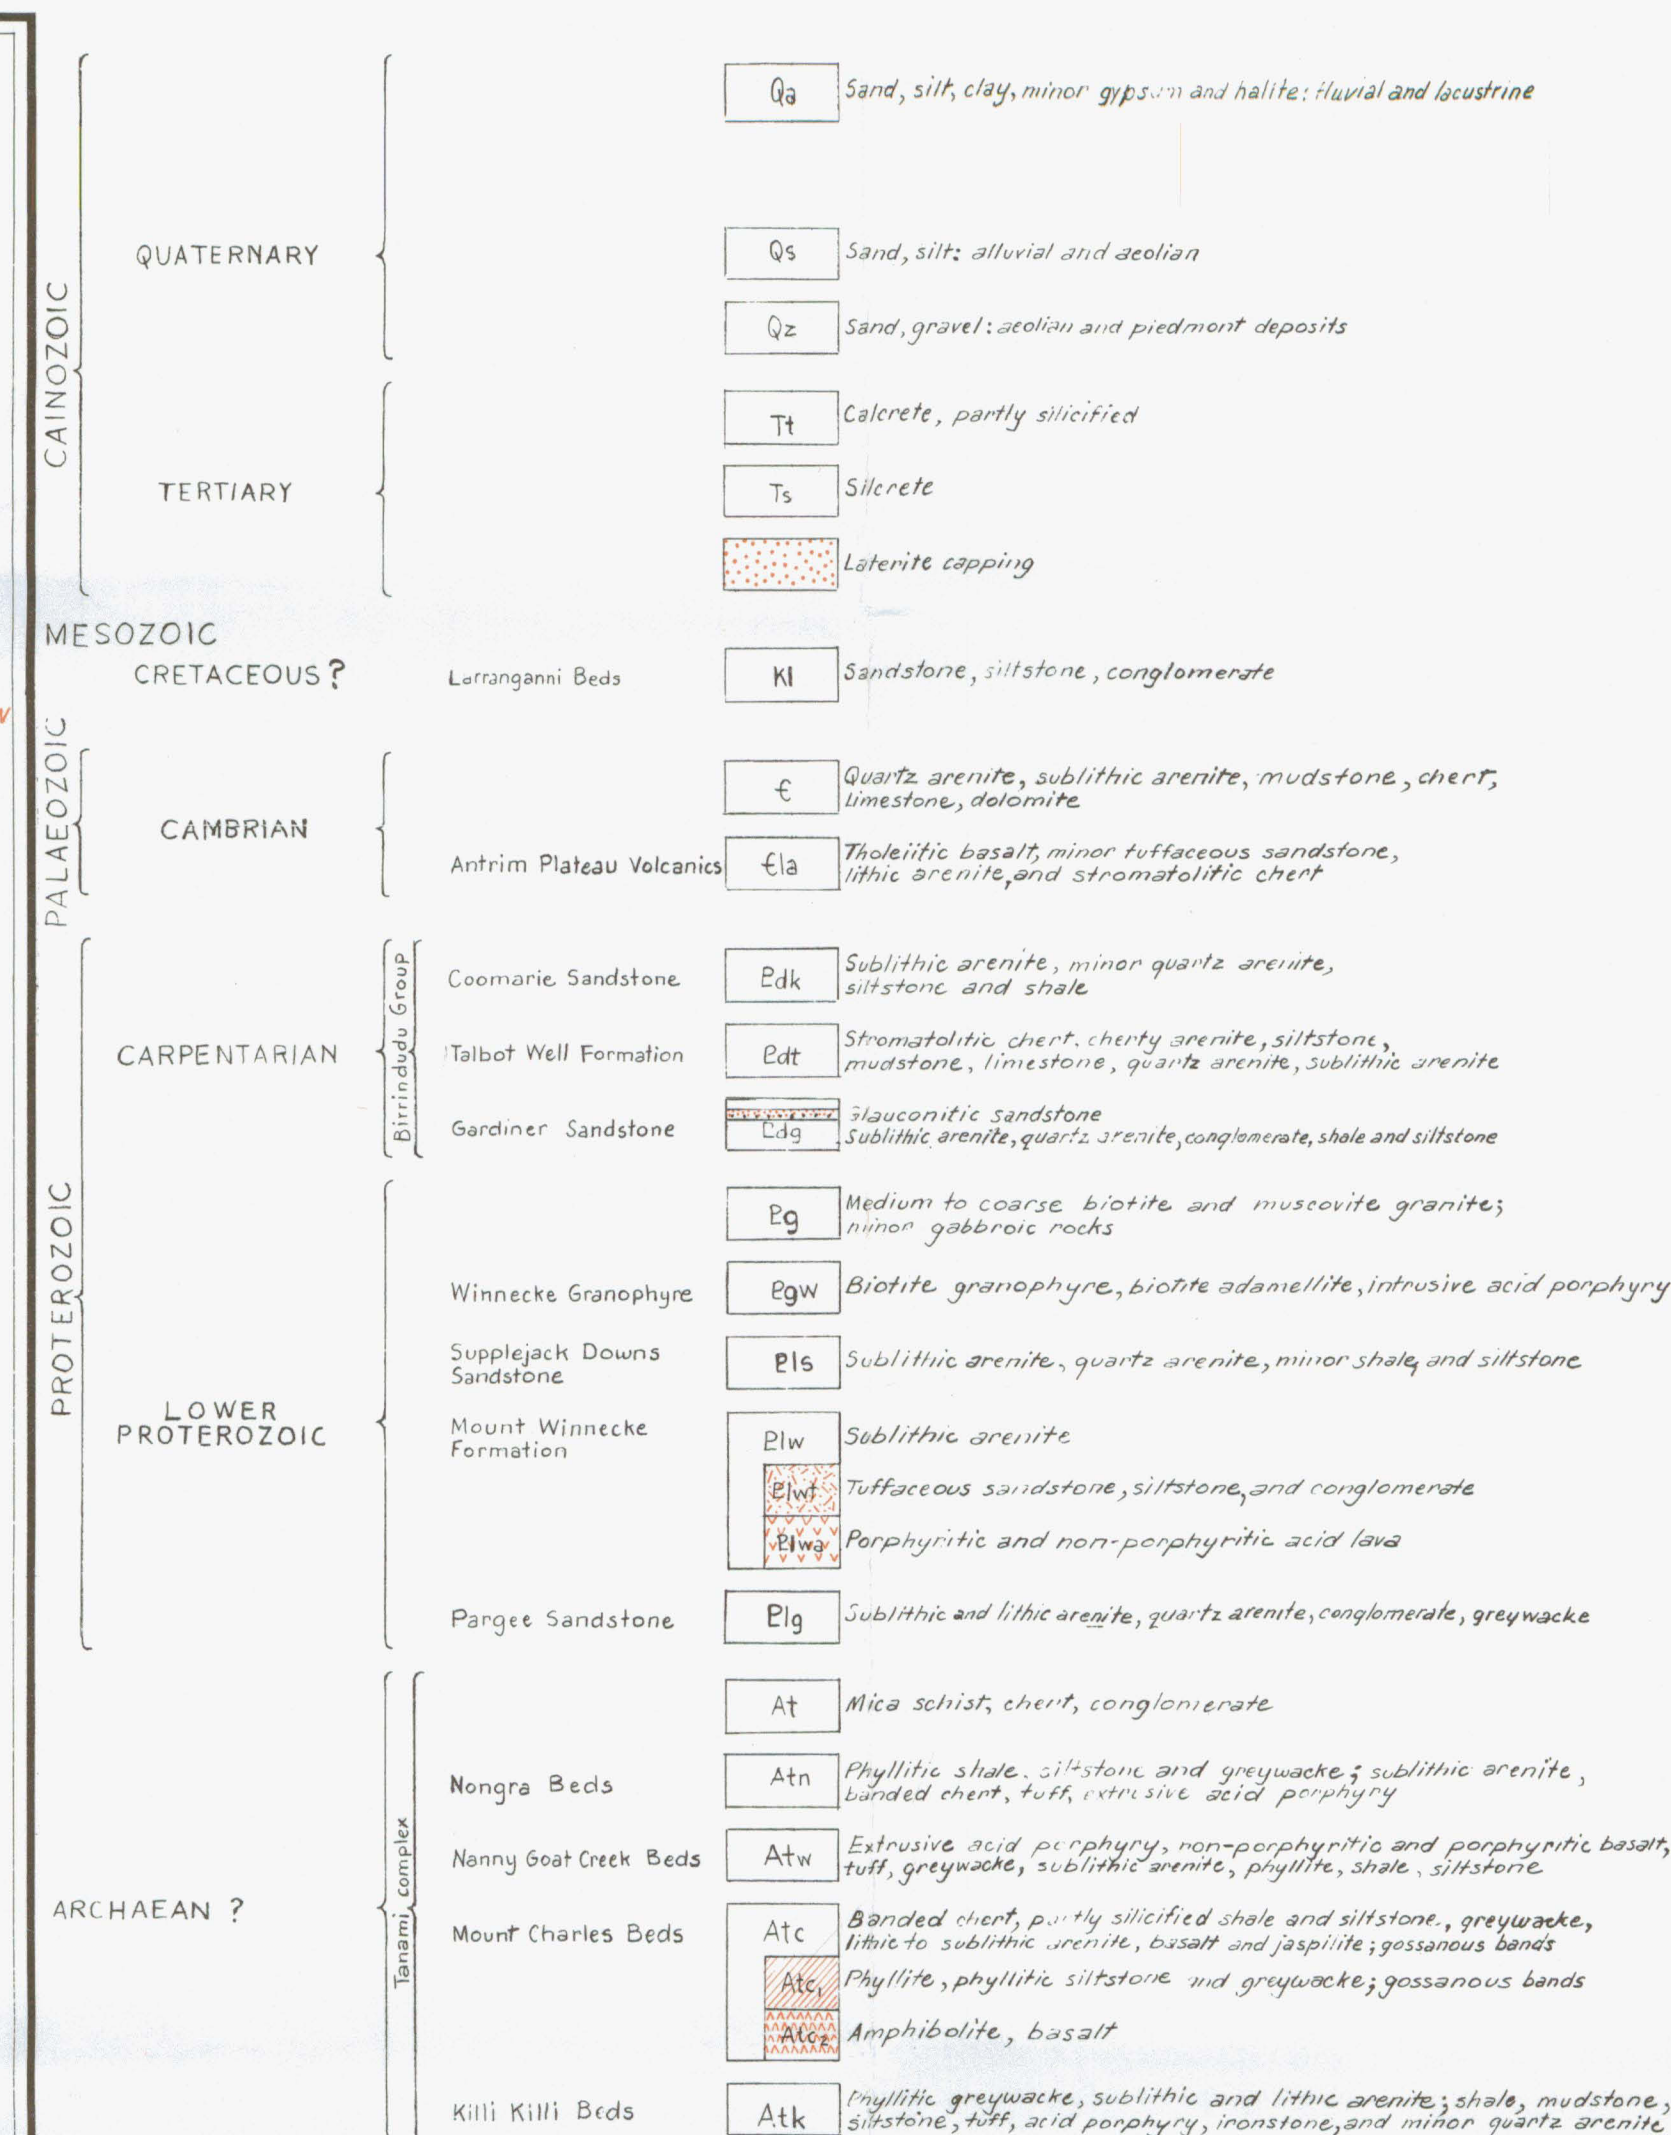 CAINOZOIC
QUATERNARY
Qa
Sand, silt, clay, minor gypsum and halite: fluvial and lacustrine
Qs
Sand, silt: alluvial and aeolian
Qz
Sand, gravel: aeolian and piedmont deposits
TERTIARY
Tt
Calcrete, partly silicified
Ts
Silcrete
Laterite capping
MESOZOIC
CRETACEOUS?
Larranganni Beds
Kl
Sandstone, siltstone, conglomerate
PALAEOZOIC
CAMBRIAN
Є
Quartz arenite, sublithic arenite, mudstone, chert,
Limestone, dolomite
Antrim Plateau Volcanics
Єla
Tholeiitic basalt, minor tuffaceous sandstone,
lithic arenite, and stromatolitic chert
PROTEROZOIC
CARPENTARIAN
Birrindudu Group
Coomarie Sandstone
Pdk
Sublithic arenite, minor quartz arenite,
siltstone and shale
Talbot Well Formation
Pdt
Stromatolitic chert. cherty arenite, siltstone,
mudstone, limestone, quartz arenite, sublithic arenite
Gardiner Sandstone
Pdg
Glauconitic sandstone
Sublithic arenite, quartz arenite, conglomerate, shale and siltstone
LOWER
PROTEROZOIC
Pg
Medium to coarse biotite and muscovite granite;
minor gabbroic rocks
Winnecke Granophyre
Pgw
Biotite granophyre, biotite adamellite, intrusive acid porphyry
Supplejack Downs
Sandstone
Pls
Sublithic arenite, quartz arenite, minor shale, and siltstone
Mount Winnecke
Formation
Plw
Sublithic arenite
Plwt
Tuffaceous sandstone, siltstone, and conglomerate
Plwa
Porphyritic and non-porphyritic acid lava
Pargee Sandstone
Plg
Sublithic and lithic arenite, quartz arenite, conglomerate, greywacke
ARCHAEAN ?
Tanami complex
At
Mica schist, chert, conglomerate
Nongra Beds
Atn
Phyllitic shale. siltstone and greywacke; sublithic arenite,
banded chert, tuff, extrusive acid porphyry
Nanny Goat Creek Beds
Atw
Extrusive acid porphyry, non-porphyritic and porphyritic basalt,
tuff, greywacke, sublithic arenite, phyllite, shale, siltstone
Mount Charles Beds
Atc
Banded chert, partly silicified shale and siltstone., greywacke,
lithic to sublithic arenite, basalt and jaspilite; gossanous bands
Atc₁
Phyllite, phyllitic siltstone and greywacke; gossanous bands
Atc₂
Amphibolite, basalt
Killi Killi Beds
Atk
Phyllitic greywacke, sublithic and lithic arenite; shale, mudstone,
siltstone, tuff, acid porphyry, ironstone, and minor quartz arenite